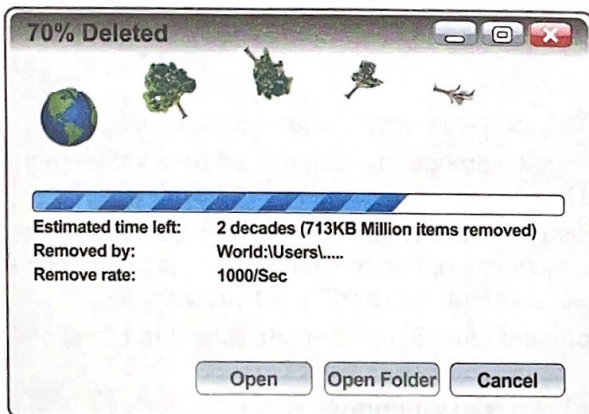 70% Deleted
Estimated time left: 2 decades (713KB Million items removed)
Removed by: World:\Users\.....
Remove rate: 1000/Sec
Open Open Folder Cancel